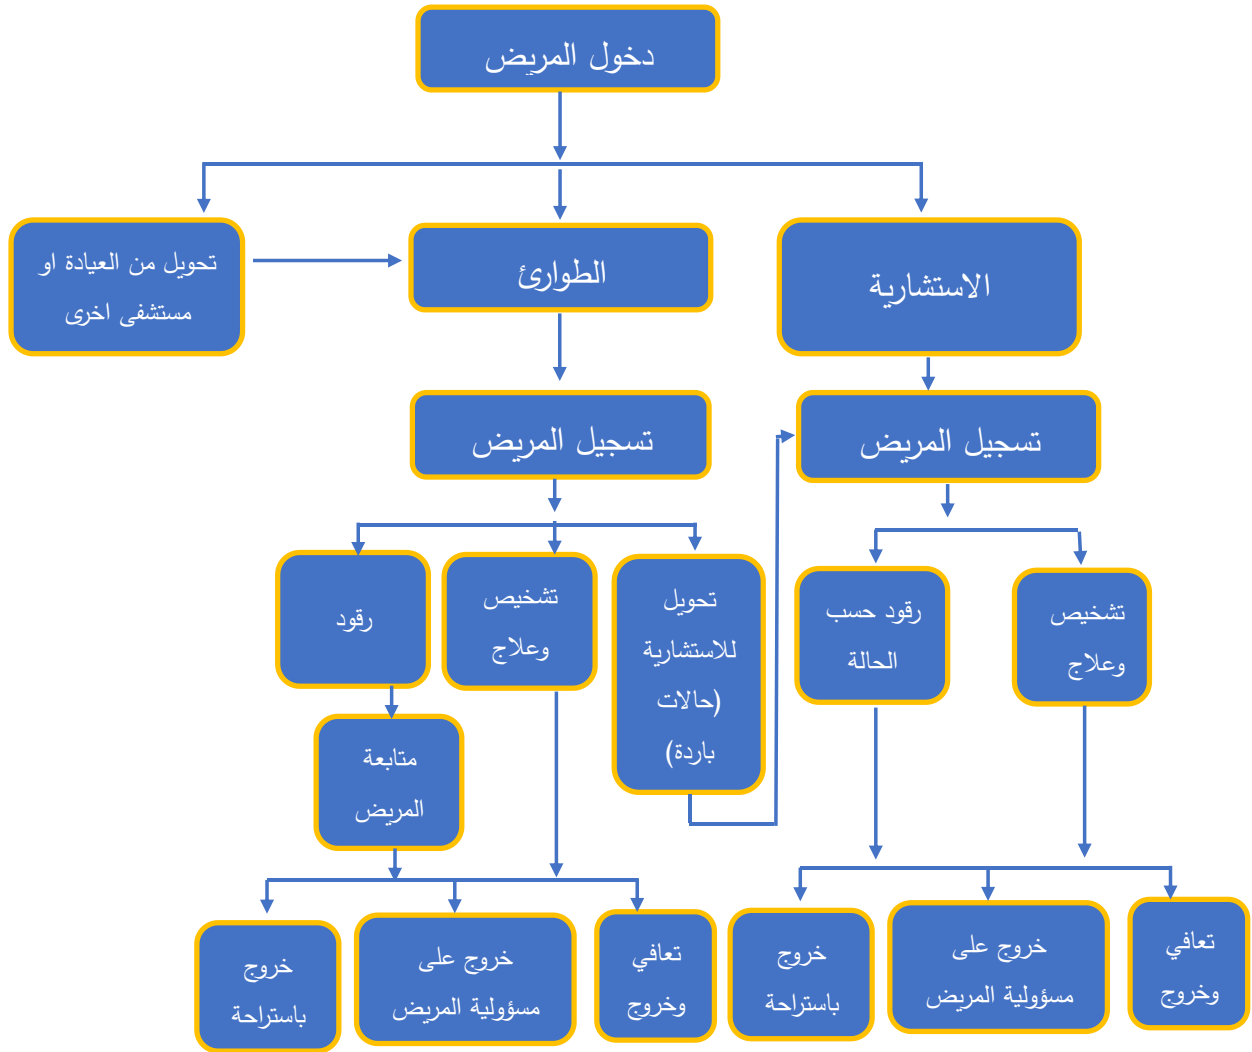 دخول المريض
الاستشارية
الطوارئ
تحويل من العيادة او
مستشفى اخرى
تسجيل المريض
تسجيل المريض
تشخيص
وعلاج
رقود حسب
الحالة
تحويل
للاستشارية
(حالات
باردة)
تشخيص
وعلاج
رقود
متابعة
المريض
تعافي
وخروج
خروج على
مسؤولية المريض
خروج
باستراحة
تعافي
وخروج
خروج على
مسؤولية المريض
خروج
باستراحة